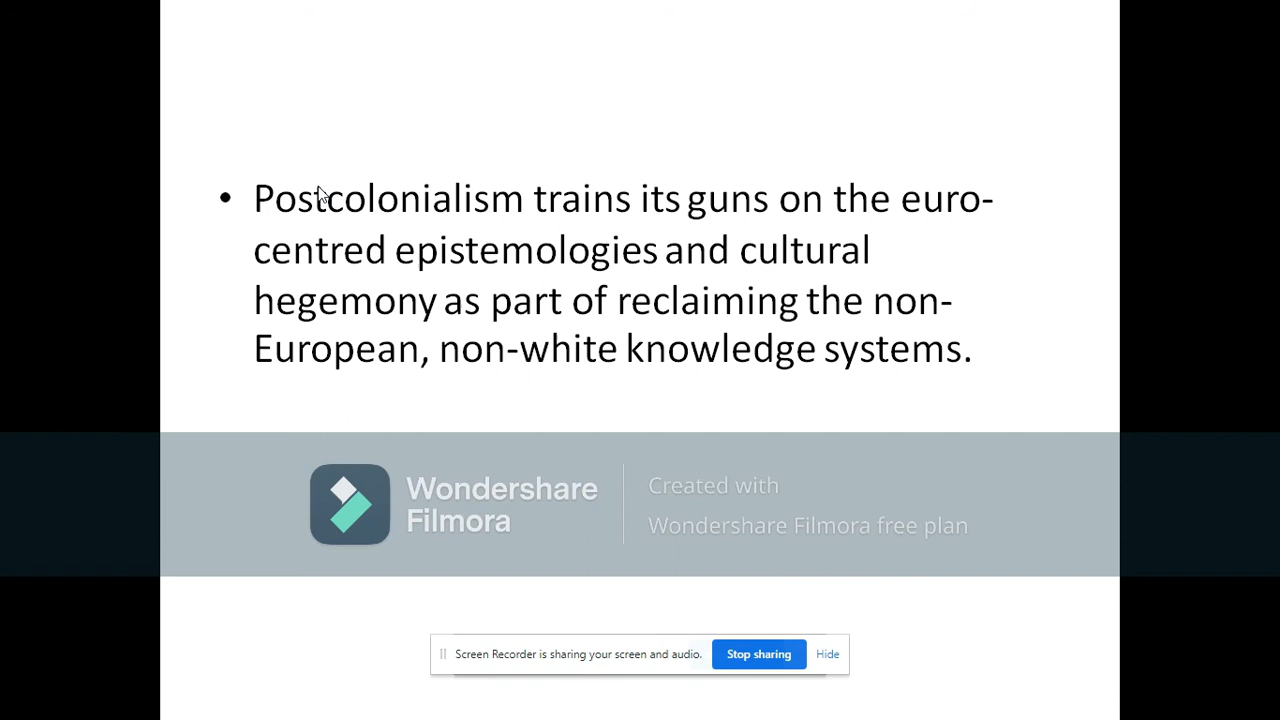 • Postcolonialism trains its guns on the euro-
centred epistemologies and cultural
hegemony as part of reclaiming the non-
European, non-white knowledge systems.
Wondershare
Filmora
Created with
Wondershare Filmora free plan
Screen Recorder is sharing your screen and audio. Stop sharing Hide